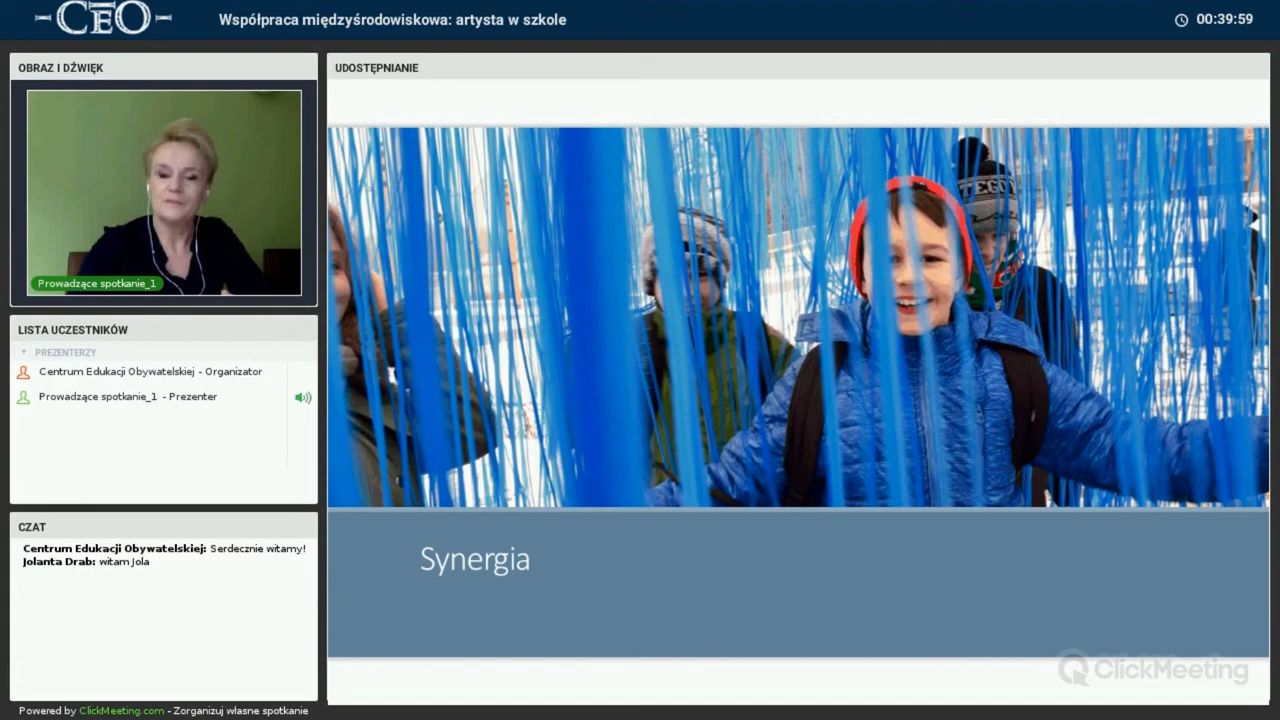 CEO
Współpraca międzyśrodowiskowa: artysta w szkole
00:39:59
OBRAZ I DŹWIĘK
Prowadzące spotkanie_1
LISTA UCZESTNIKÓW
PREZENTERZY
Centrum Edukacji Obywatelskiej - Organizator
Prowadzące spotkanie_1 - Prezenter
CZAT
Centrum Edukacji Obywatelskiej: Serdecznie witamy!
Jolanta Drab: witam Jola
Powered by ClickMeeting.com - Zorganizuj własne spotkanie
UDOSTĘPNIANIE
Synergia
ClickMeeting